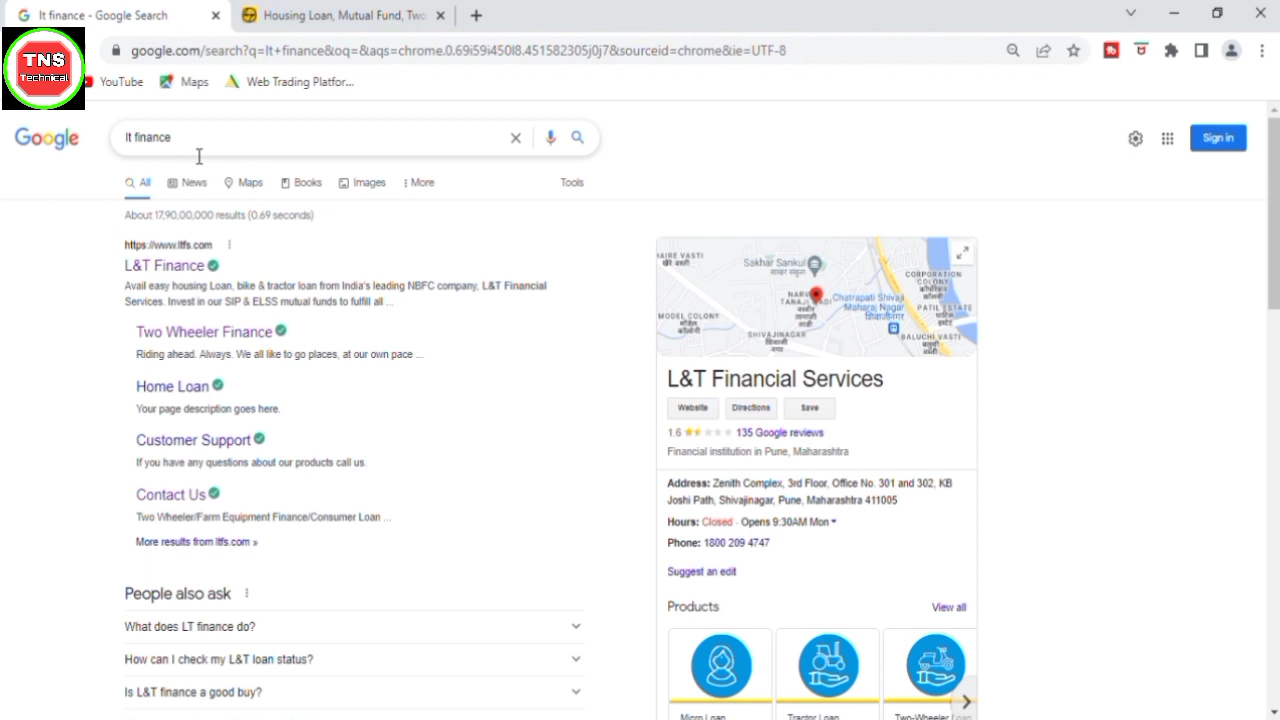 lt finance - Google Search
Housing Loan, Mutual Fund, Two
google.com/search?q=lt+finance&oq=&aqs=chrome.0.69i59i450l8.451582305j0j7&sourceid=chrome&ie=UTF-8
TNS
Technical
YouTube
Maps
Web Trading Platfor...
Google
lt finance
Sign in
All
News
Maps
Books
Images
More
Tools
About 17,90,00,000 results (0.69 seconds)
https://www.ltfs.com
L&T Finance
Avail easy housing Loan, bike & tractor loan from India's leading NBFC company, L&T Financial
Services. Invest in our SIP & ELSS mutual funds to fulfill all ...
Two Wheeler Finance
Riding ahead. Always. We all like to go places, at our own pace ...
Home Loan
Your page description goes here.
Customer Support
If you have any questions about our products call us.
Contact Us
Two Wheeler/Farm Equipment Finance/Consumer Loan ...
More results from ltfs.com »
People also ask
What does LT finance do?
How can I check my L&T loan status?
Is L&T finance a good buy?
HAIRE VASTI
Sakhar Sankul
साखर संकुल
CORPORATION
COLONY
NARV
TANAJI
Chatrapati Shivaji
Maharaj Nogar
MODEL COLONY
मॉडेल
कॉलनी
SHIVAJINAGAR
शिवाजीनगर
PATIL ESTATE
BALUCHI VASTI
L&T Financial Services
Website
Directions
Save
1.6
135 Google reviews
Financial institution in Pune, Maharashtra
Address: Zenith Complex, 3rd Floor, Office No. 301 and 302, KB
Joshi Path, Shivajinagar, Pune, Maharashtra 411005
Hours: Closed · Opens 9:30AM Mon
Phone: 1800 209 4747
Suggest an edit
Products
View all
Micro Loan
Tractor Loan
Two-Wheeler Loan